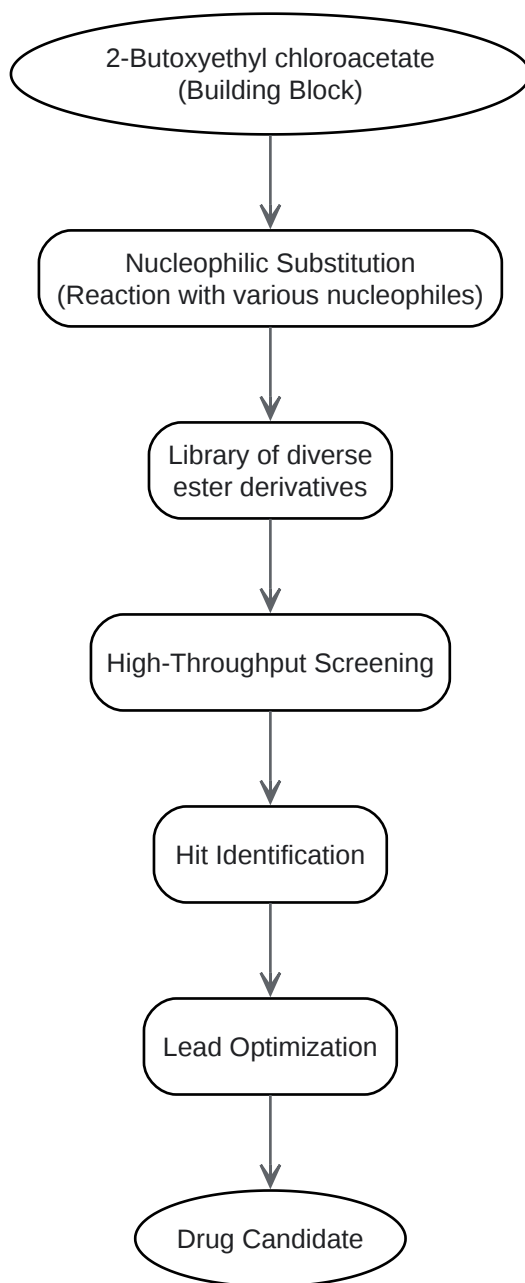 2-Butoxyethyl chloroacetate
(Building Block)
Nucleophilic Substitution
(Reaction with various nucleophiles)
Library of diverse
ester derivatives
High-Throughput Screening
Hit Identification
Lead Optimization
Drug Candidate